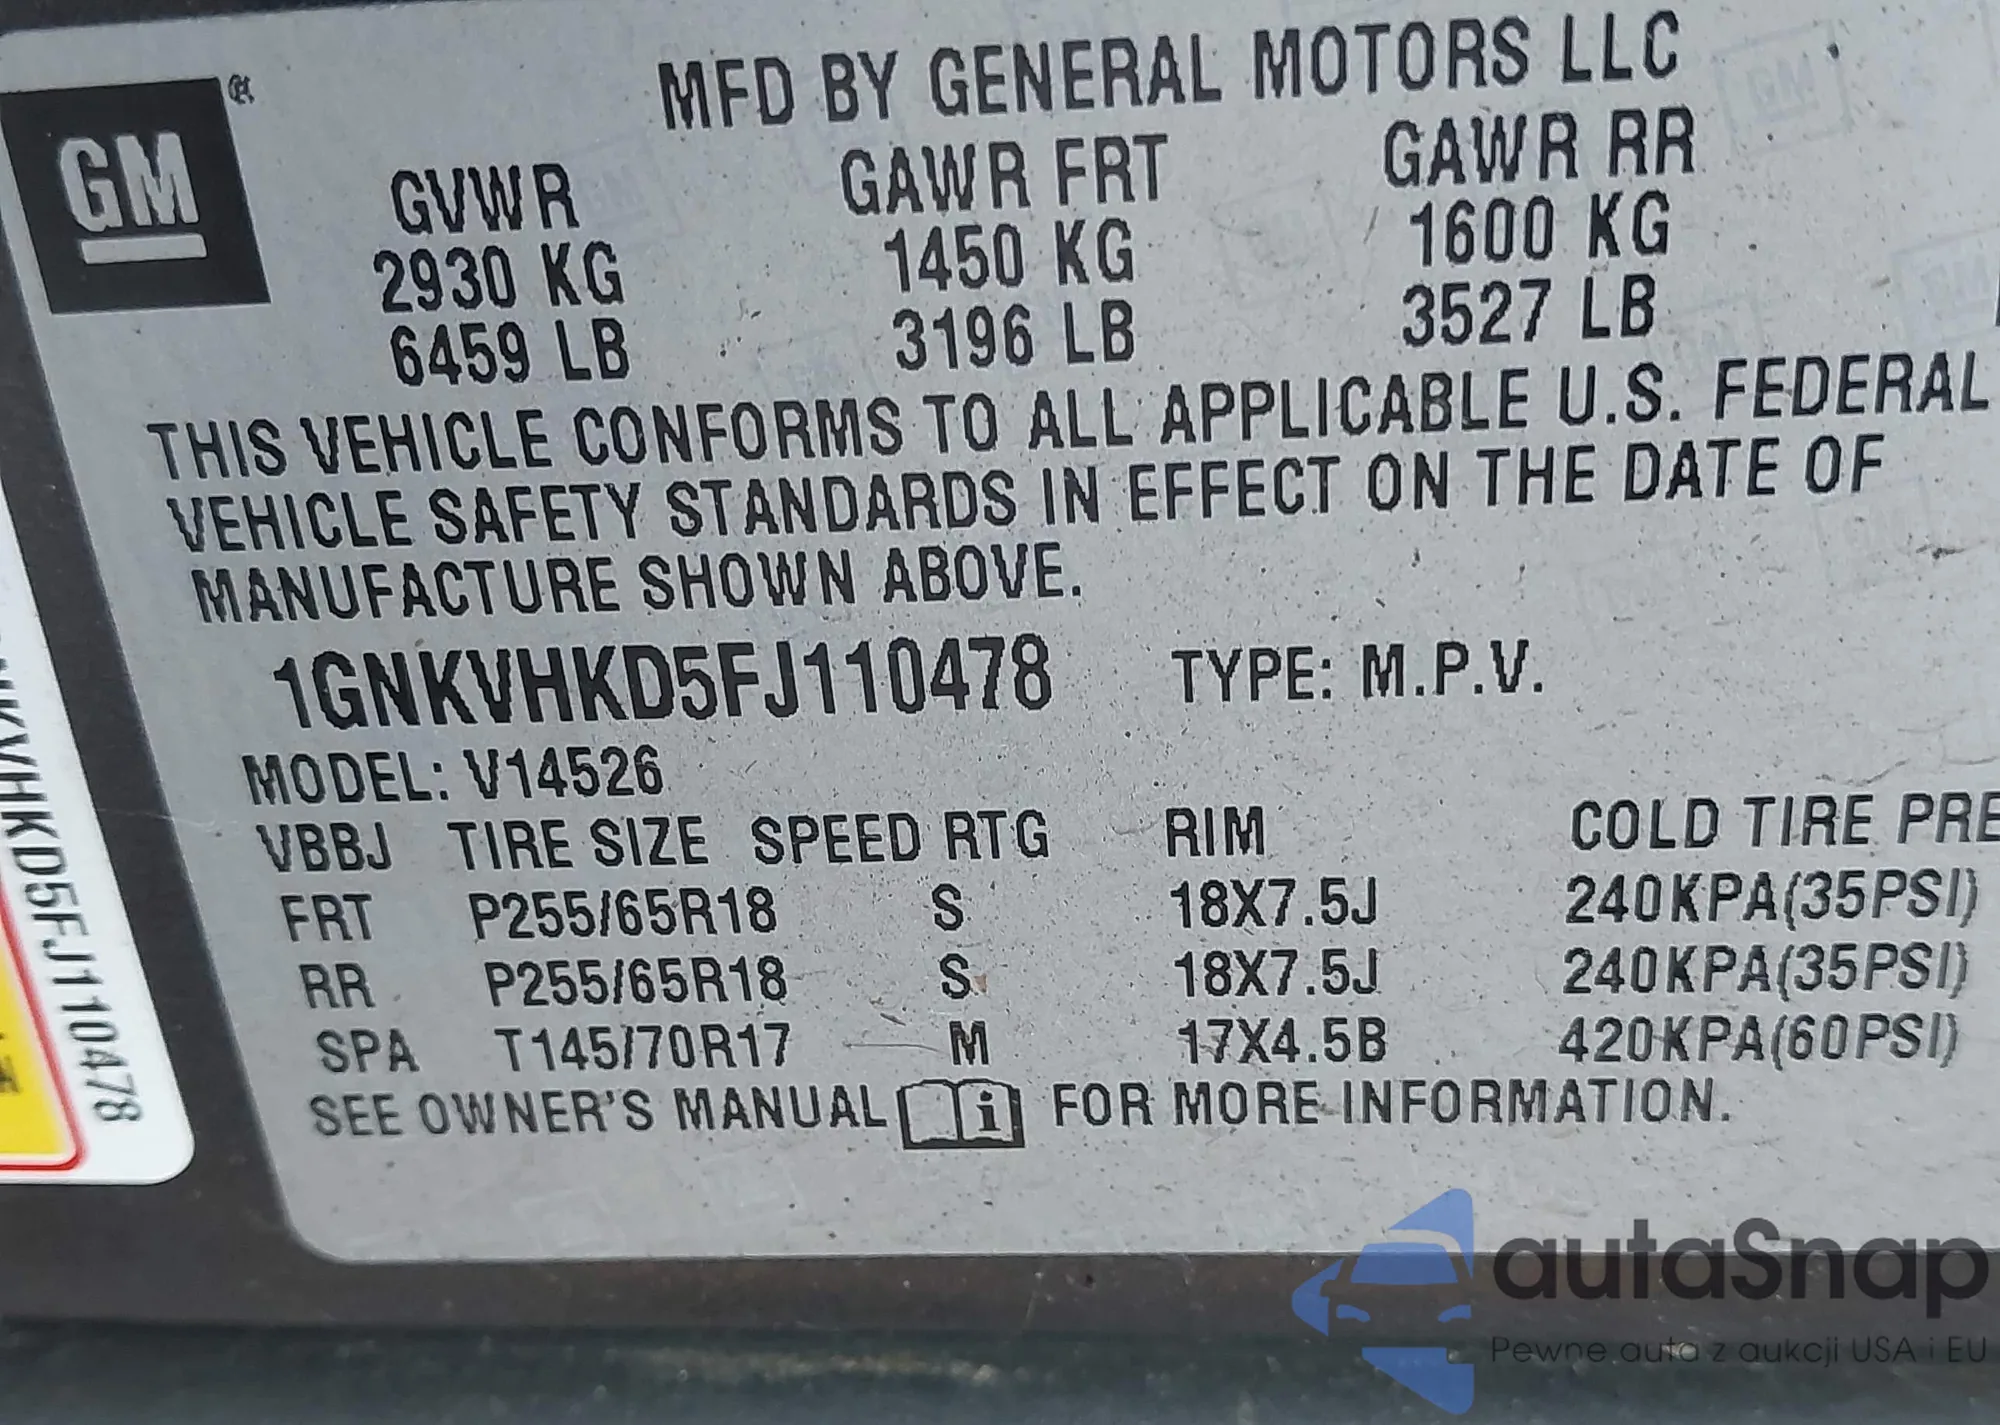 MFD BY GENERAL MOTORS LLC
GM
GVWR GAWR FRT GAWR RR
2930 KG 1450 KG 1600 KG
6459 LB 3196 LB 3527 LB
THIS VEHICLE CONFORMS TO ALL APPLICABLE U.S. FEDERAL
VEHICLE SAFETY STANDARDS IN EFFECT ON THE DATE OF
MANUFACTURE SHOWN ABOVE.
1GNKVHKD5FJ110478 TYPE: M.P.V.
MODEL: V14526
VBBJ TIRE SIZE SPEED RTG RIM COLD TIRE PRE
FRT P255/65R18 S 18X7.5J 240KPA(35PSI)
RR P255/65R18 S 18X7.5J 240KPA(35PSI)
SPA T145/70R17 M 17X4.5B 420KPA(60PSI)
SEE OWNER'S MANUAL i FOR MORE INFORMATION.
NKVHKD5FJ110478
autaSnap
Pewne auta z aukcji USA i EU